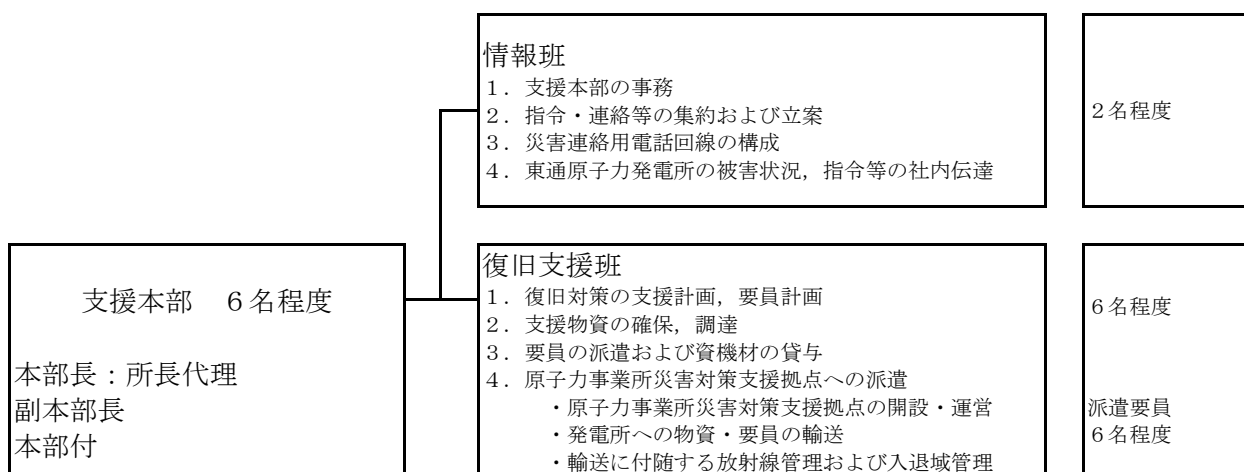 情報班
１．支援本部の事務
２．指令・連絡等の集約および立案
３．災害連絡用電話回線の構成
４．東通原子力発電所の被害状況，指令等の社内伝達
２名程度
支援本部　６名程度
本部長：所長代理
副本部長
本部付
復旧支援班
１．復旧対策の支援計画，要員計画
２．支援物資の確保，調達
３．要員の派遣および資機材の貸与
４．原子力事業所災害対策支援拠点への派遣
・原子力事業所災害対策支援拠点の開設・運営
・発電所への物資・要員の輸送
・輸送に付随する放射線管理および入退域管理
６名程度
派遣要員
６名程度